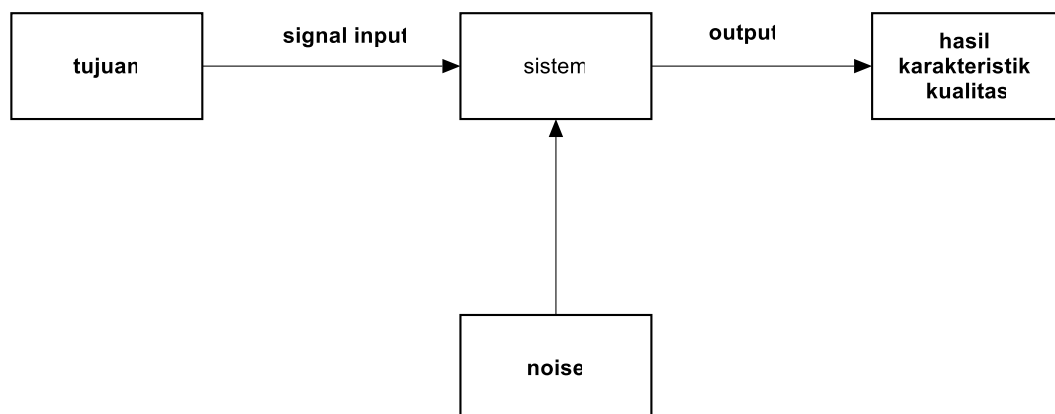 tujuan
signal input
sistem
output
hasil
karakteristik
kualitas
noise